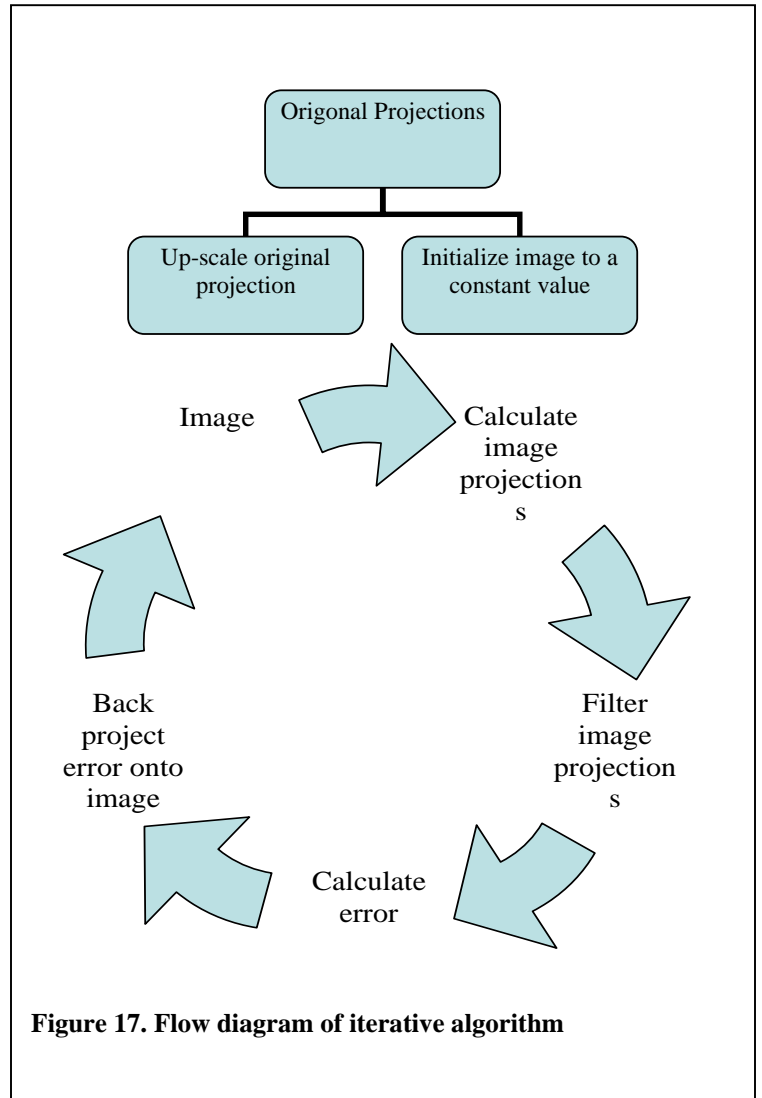 Origonal Projections
Up-scale original
projection
Initialize image to a
constant value
Image
Calculate
image
projection
s
Filter
image
projection
s
Calculate
error
Back
project
error onto
image
Figure 17. Flow diagram of iterative algorithm